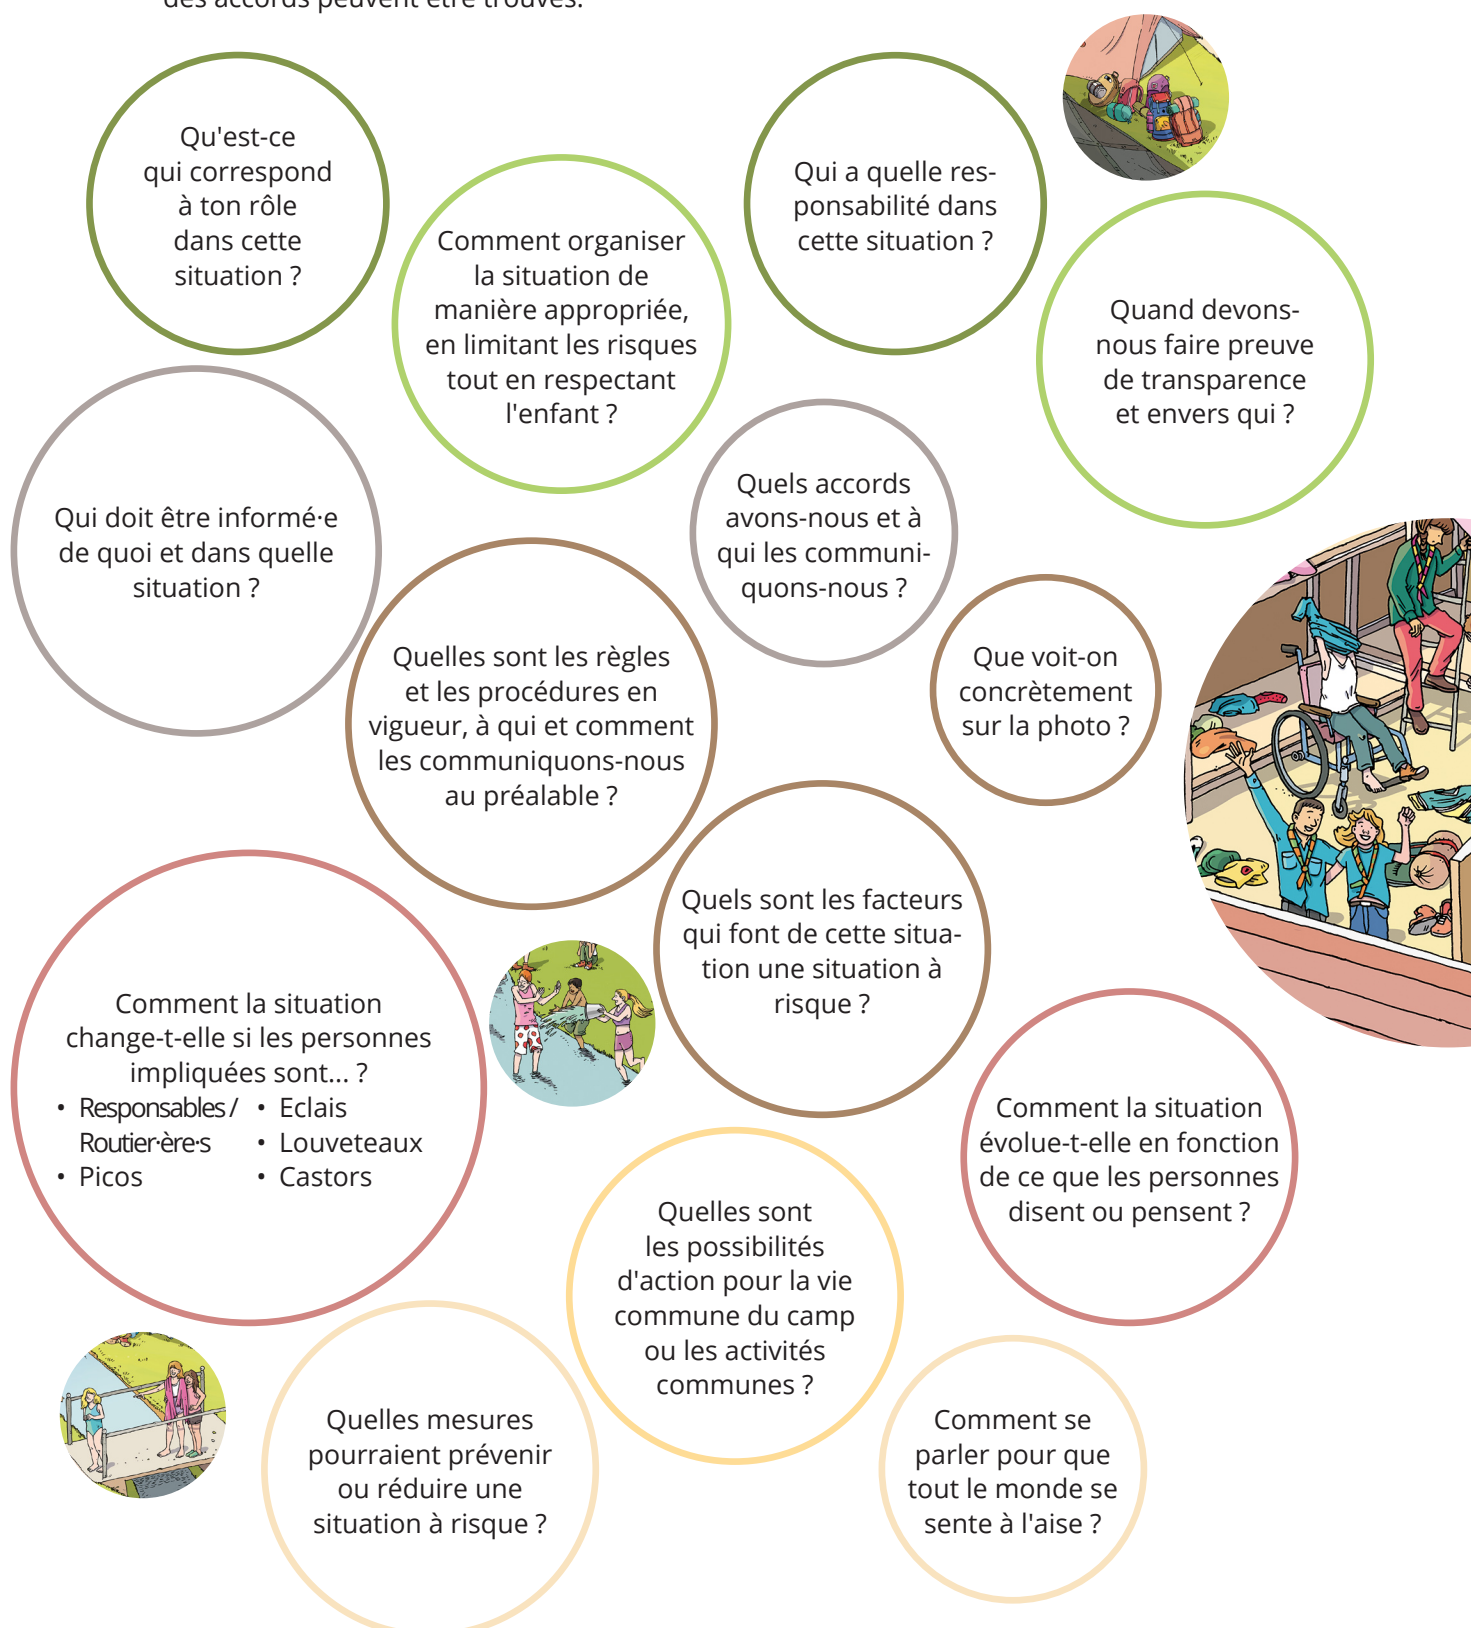 des accords peuvent être trouvés.
Qu'est-ce
qui correspond
à ton rôle
dans cette
situation ?
Qui a quelle res-
ponsabilité dans
cette situation ?
Comment organiser
la situation de
manière appropriée,
en limitant les risques
tout en respectant
l'enfant ?
Quand devons-
nous faire preuve
de transparence
et envers qui ?
Qui doit être informé·e
de quoi et dans quelle
situation ?
Quels accords
avons-nous et à
qui les communi-
quons-nous ?
Quelles sont les règles
et les procédures en
vigueur, à qui et comment
les communiquons-nous
au préalable ?
Que voit-on
concrètement
sur la photo ?
Quels sont les facteurs
qui font de cette situa-
tion une situation à
risque ?
Comment la situation
change-t-elle si les personnes
impliquées sont... ?
• Responsables /
Routier·ère·s
• Picos
• Eclais
• Louveteaux
• Castors
Comment la situation
évolue-t-elle en fonction
de ce que les personnes
disent ou pensent ?
Quelles sont
les possibilités
d'action pour la vie
commune du camp
ou les activités
communes ?
Quelles mesures
pourraient prévenir
ou réduire une
situation à risque ?
Comment se
parler pour que
tout le monde se
sente à l'aise ?